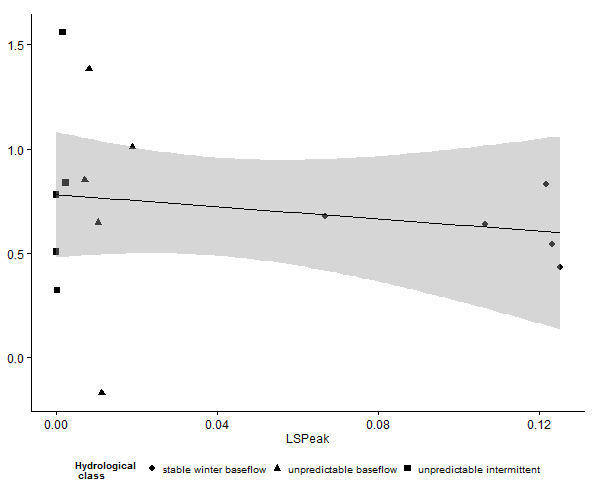 1.5
1.0
0.5
0.0
0.00 0.04 0.08 0.12
LSPeak
Hydrological
class
stable winter baseflow unpredictable baseflow unpredictable intermittent